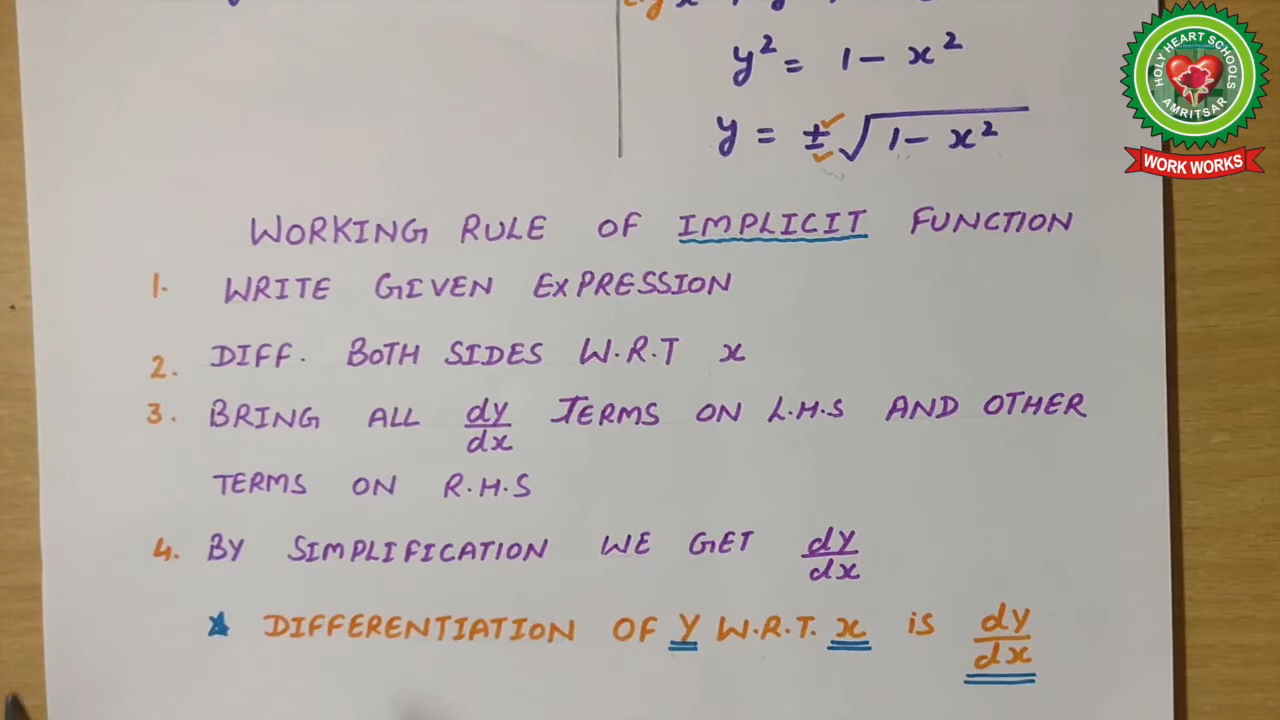 y² = 1 - x²
y = ± √1 - x²
WORKING RULE OF IMPLICIT FUNCTION
1. WRITE GIVEN EXPRESSION
2. DIFF. BOTH SIDES W.R.T x
3. BRING ALL dy/dx TERMS ON L.H.S AND OTHER
TERMS ON R.H.S
4. BY SIMPLIFICATION WE GET dy/dx
★ DIFFERENTIATION OF Y W.R.T. x is dy/dx
HOLY HEART SCHOOLS
AMRITSAR
WORK WORKS